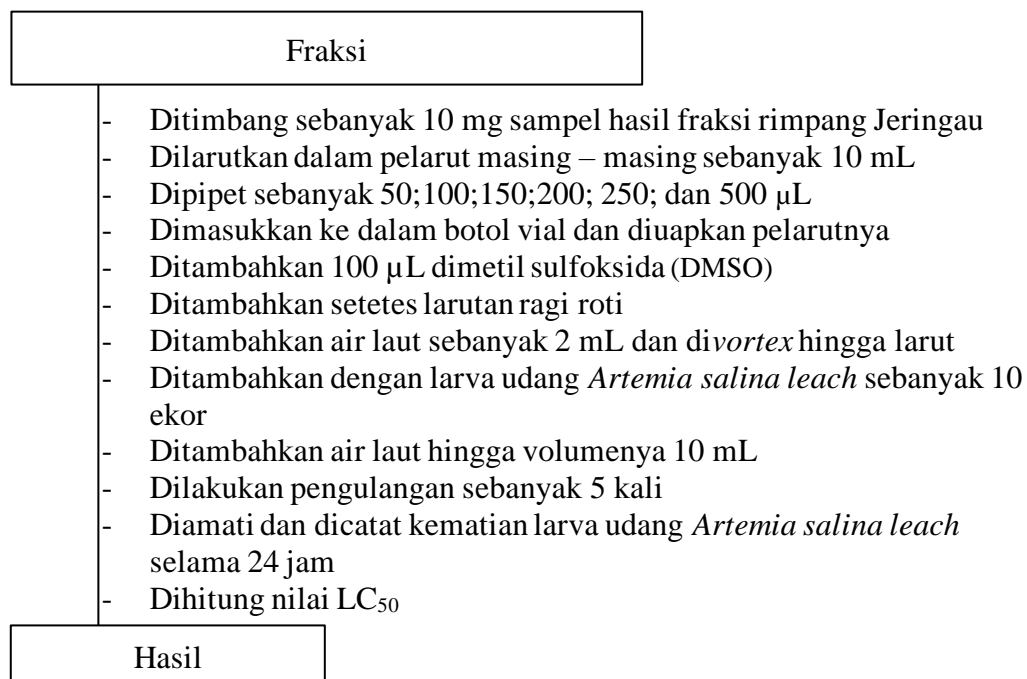 Fraksi
- Ditimbang sebanyak 10 mg sampel hasil fraksi rimpang Jeringau
- Dilarutkan dalam pelarut masing – masing sebanyak 10 mL
- Dipipet sebanyak 50;100;150;200; 250; dan 500 µL
- Dimasukkan ke dalam botol vial dan diuapkan pelarutnya
- Ditambahkan 100 µL dimetil sulfoksida (DMSO)
- Ditambahkan setetes larutan ragi roti
- Ditambahkan air laut sebanyak 2 mL dan divortex hingga larut
- Ditambahkan dengan larva udang Artemia salina leach sebanyak 10
ekor
- Ditambahkan air laut hingga volumenya 10 mL
- Dilakukan pengulangan sebanyak 5 kali
- Diamati dan dicatat kematian larva udang Artemia salina leach
selama 24 jam
- Dihitung nilai LC₅₀
Hasil